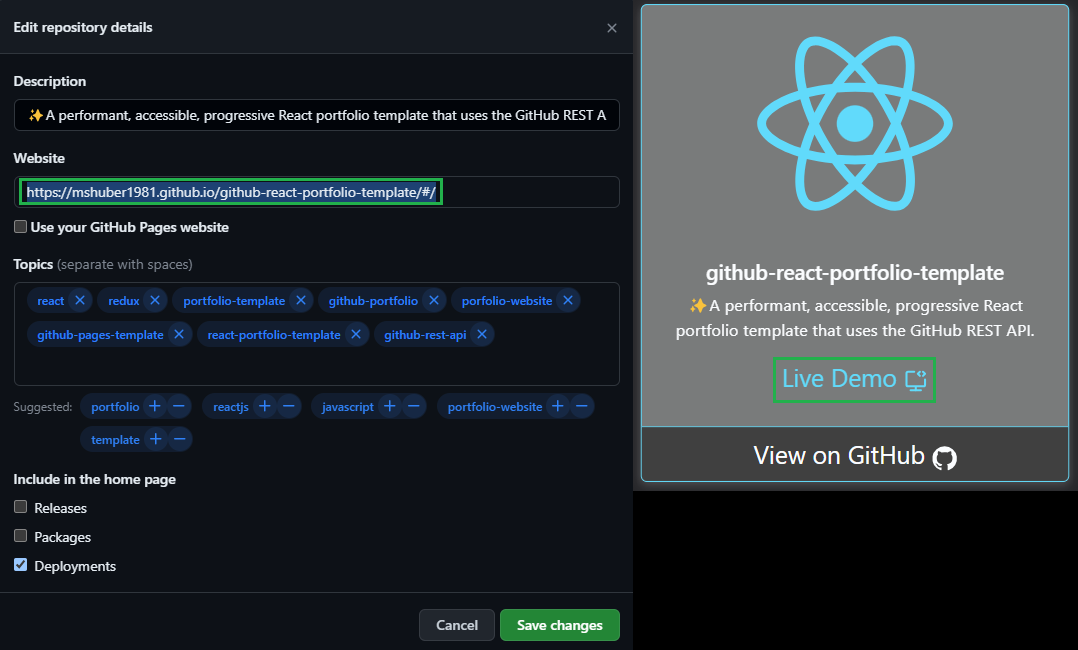 Edit repository details
Description
✨A performant, accessible, progressive React portfolio template that uses the GitHub REST A
Website
https://mshuber1981.github.io/github-react-portfolio-template/#/
Use your GitHub Pages website
Topics (separate with spaces)
react redux portfolio-template github-portfolio porfolio-website
github-pages-template react-portfolio-template github-rest-api
Suggested: portfolio reactjs javascript portfolio-website
template
Include in the home page
Releases
Packages
Deployments
Cancel Save changes
github-react-portfolio-template
✨A performant, accessible, progressive React
portfolio template that uses the GitHub REST API.
Live Demo
View on GitHub